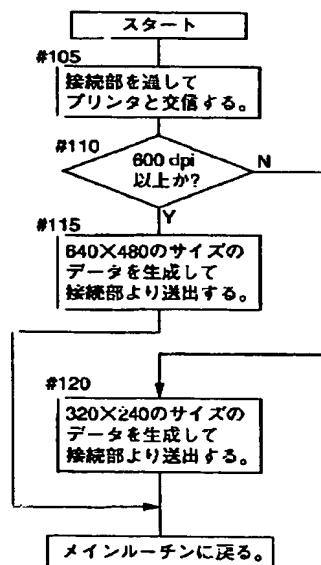 スタート
#105
接続部を通して
プリンタと交信する。
#110
600 dpi
以上か?
N
Y
#115
640×480のサイズの
データを生成して
接続部より送出する。
#120
320×240のサイズの
データを生成して
接続部より送出する。
メインルーチンに戻る。